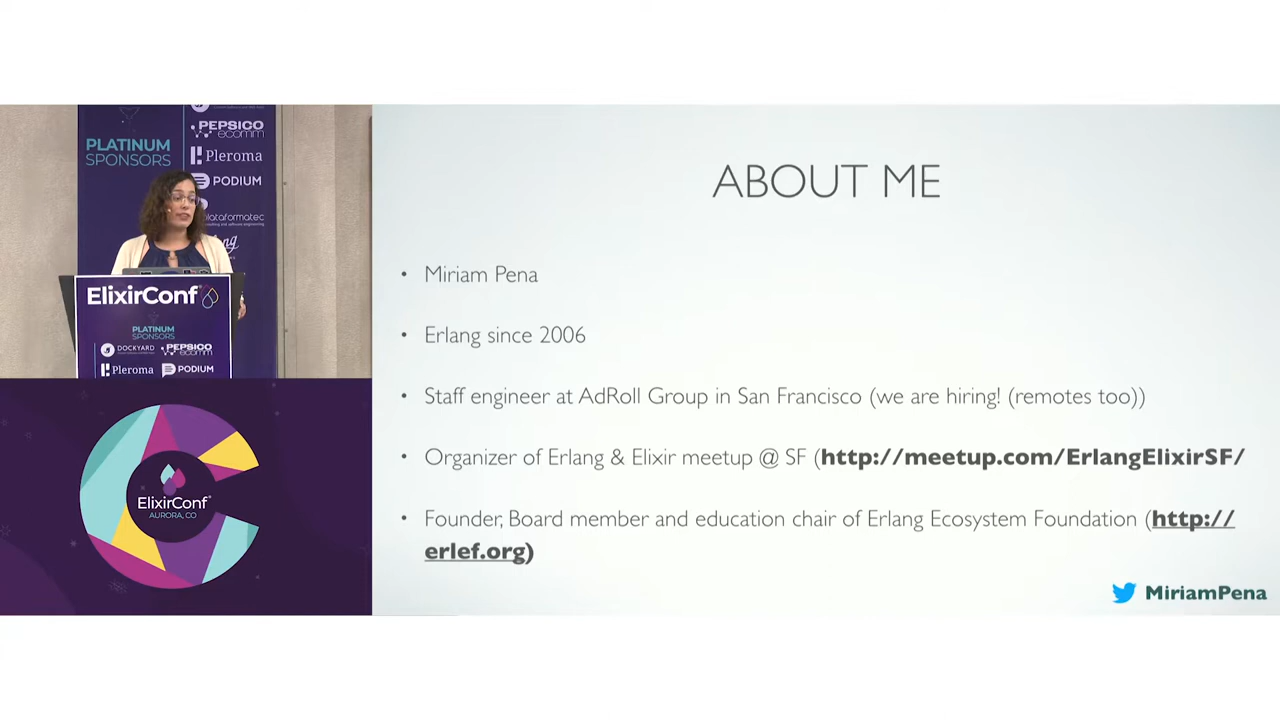 PLATINUM
SPONSORS
PEPSICO
ecomm
Pleroma
PODIUM
plataformatec
ElixirConf
PLATINUM
SPONSORS
DOCKYARD
PEPSICO
ecomm
Pleroma
PODIUM
ElixirConf
AURORA, CO
ABOUT ME
• Miriam Pena
• Erlang since 2006
• Staff engineer at AdRoll Group in San Francisco (we are hiring! (remotes too))
• Organizer of Erlang & Elixir meetup @ SF (http://meetup.com/ErlangElixirSF/
• Founder, Board member and education chair of Erlang Ecosystem Foundation (http://
erlef.org)
MiriamPena